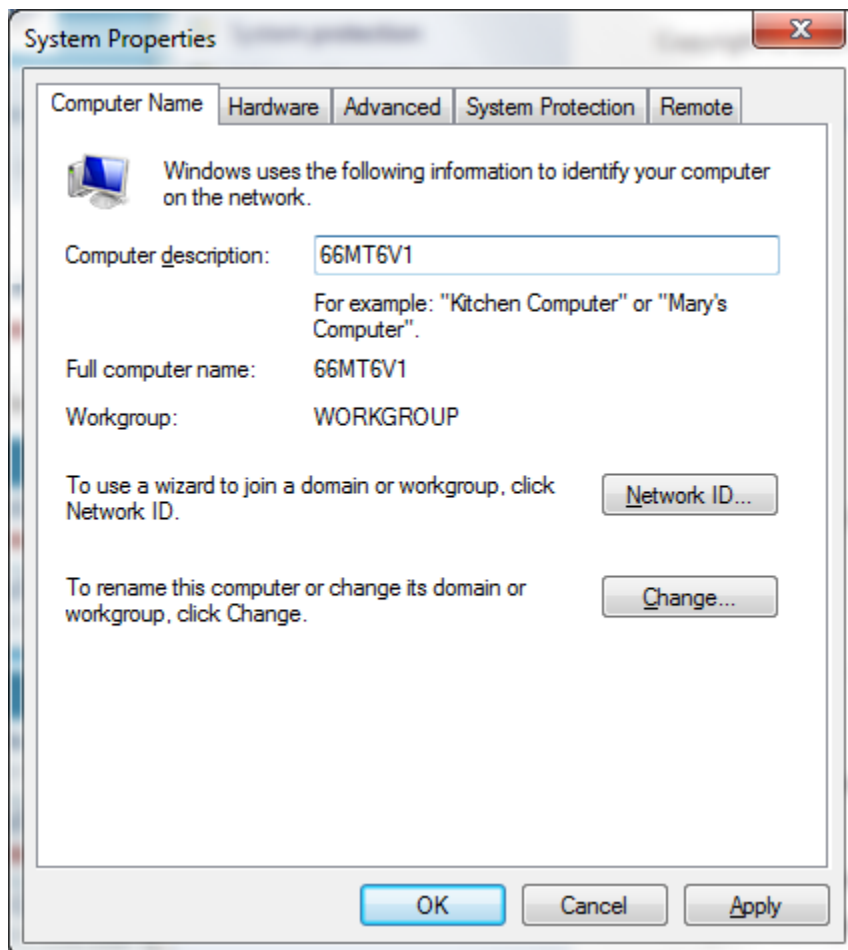 System Properties
Computer Name
Hardware
Advanced
System Protection
Remote
Windows uses the following information to identify your computer
on the network.
Computer description:
66MT6V1
For example: "Kitchen Computer" or "Mary's
Computer".
Full computer name:
66MT6V1
Workgroup:
WORKGROUP
To use a wizard to join a domain or workgroup, click
Network ID.
Network ID...
To rename this computer or change its domain or
workgroup, click Change.
Change...
OK
Cancel
Apply